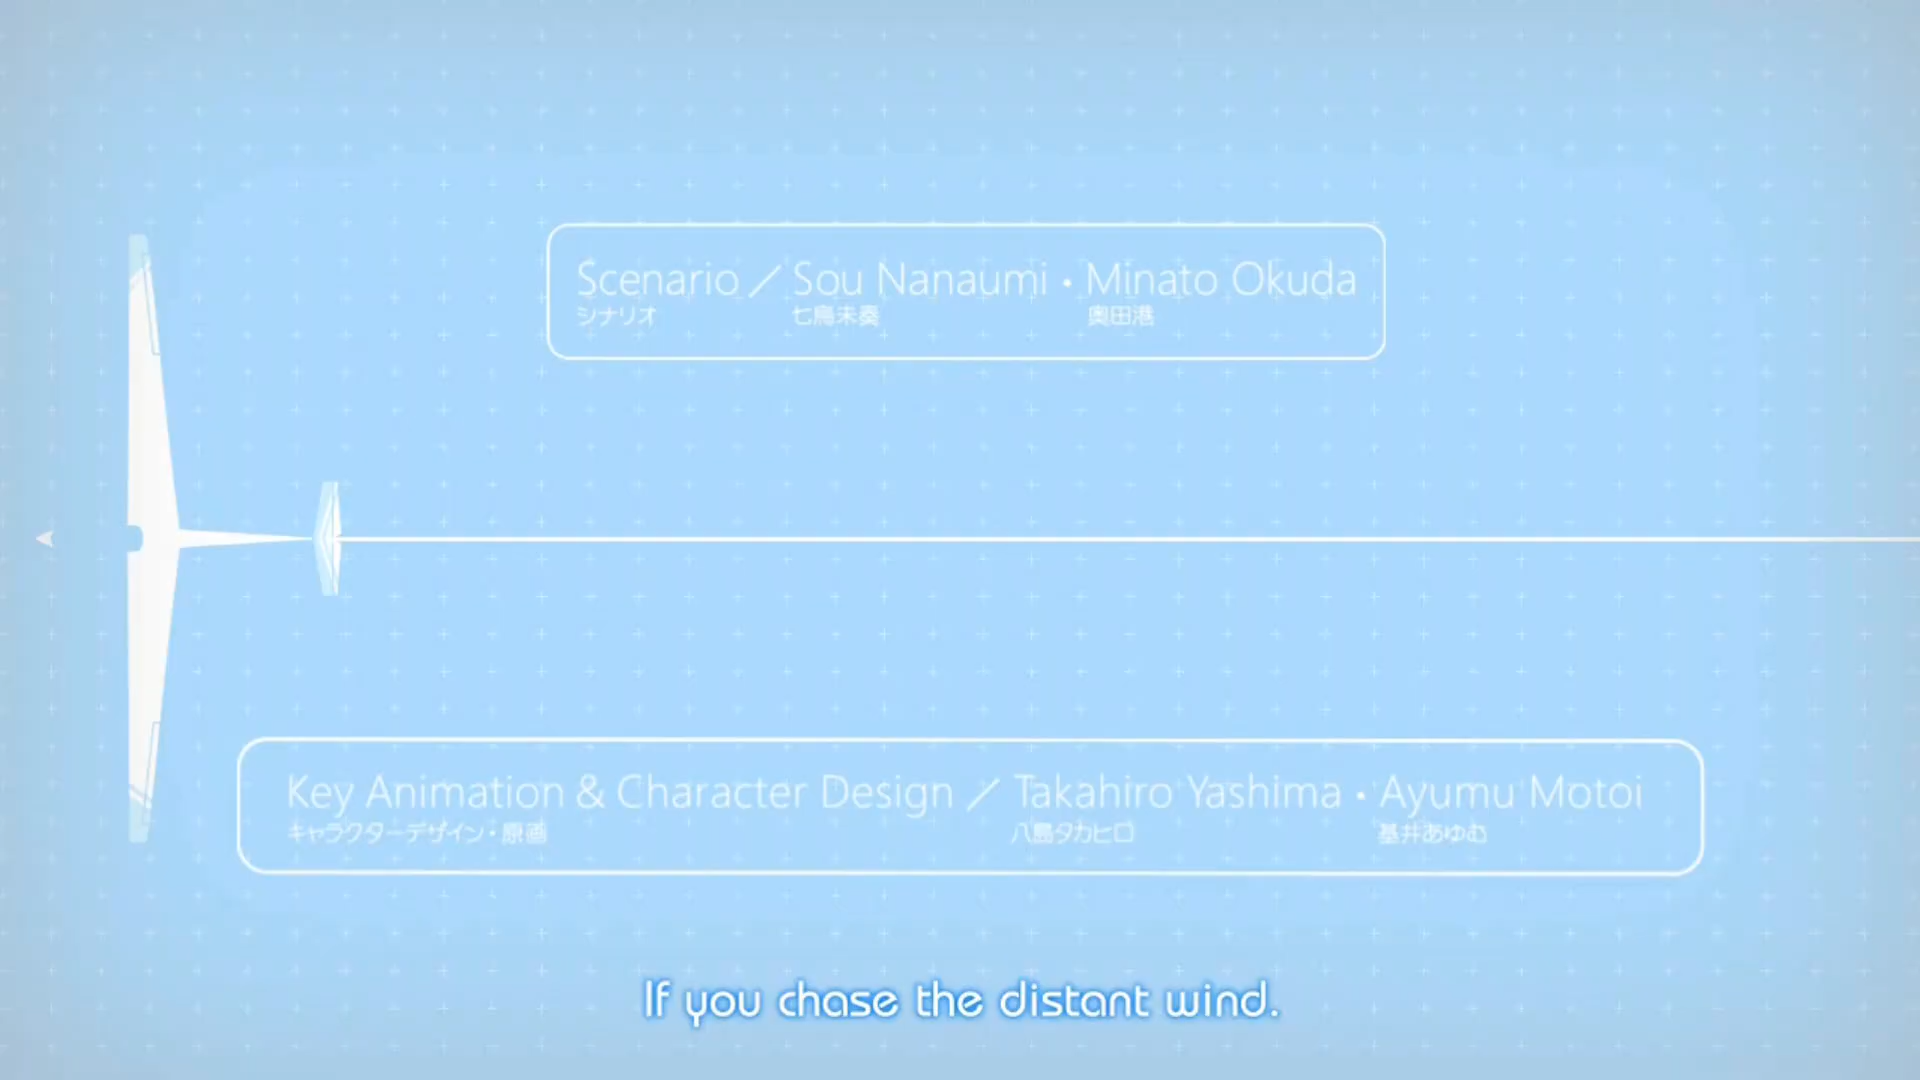 Scenario ／ Sou Nanaumi・Minato Okuda
シナリオ 七烏未奏 奥田港
Key Animation & Character Design ／ Takahiro Yashima・Ayumu Motoi
キャラクターデザイン・原画 八島タカヒロ 基井あゆむ
If you chase the distant wind.